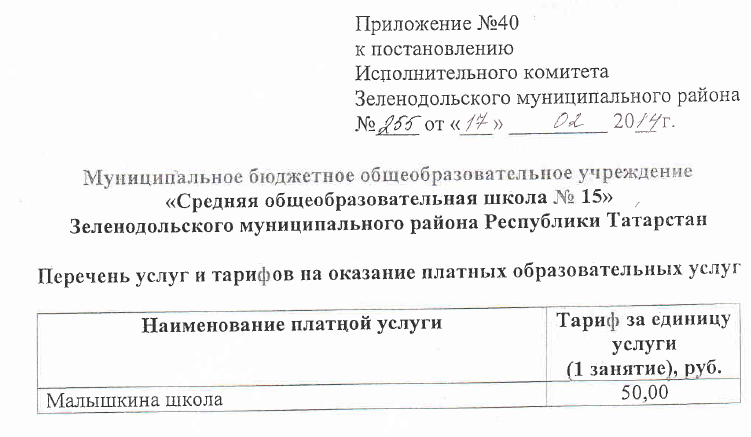 Приложение №40
к постановлению
Исполнительного комитета
Зеленодольского муниципального района
№ 255 от «17» 02 2014г.
Муниципальное бюджетное общеобразовательное учреждение
«Средняя общеобразовательная школа № 15»
Зеленодольского муниципального района Республики Татарстан
Перечень услуг и тарифов на оказание платных образовательных услуг
Наименование платной услуги
Тариф за единицу
услуги
(1 занятие), руб.
Малышкина школа
50,00